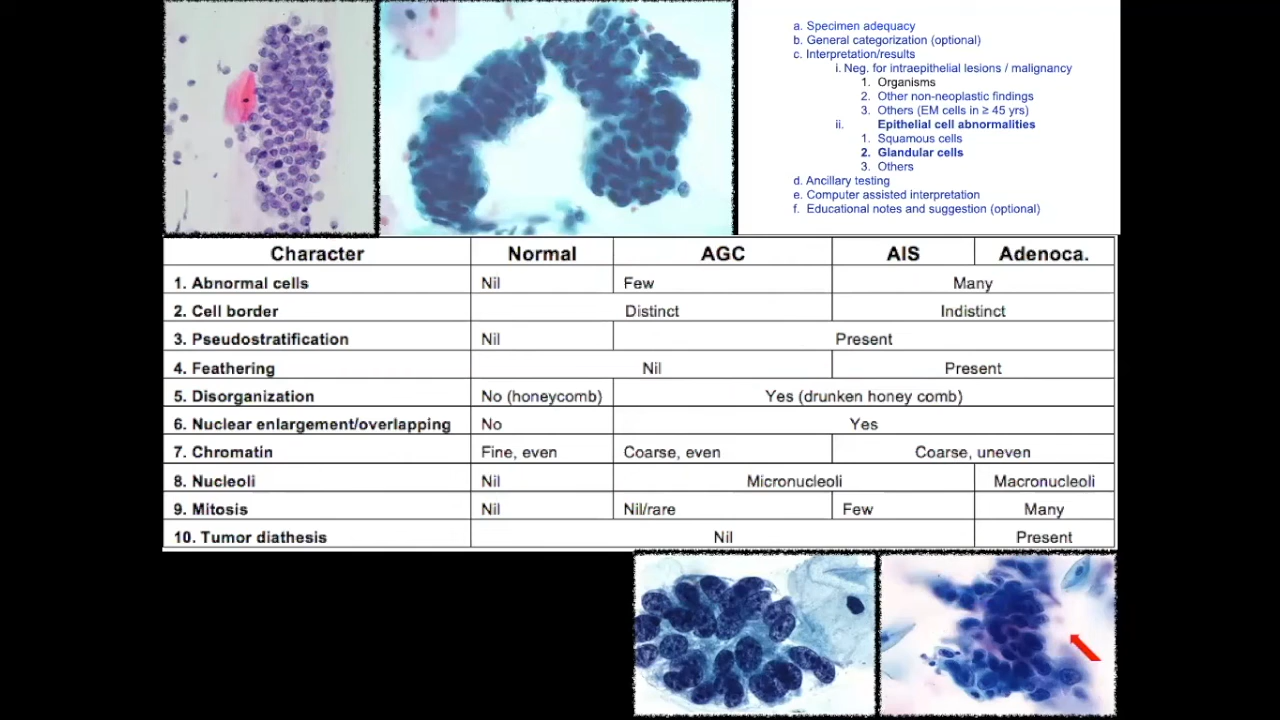 a. Specimen adequacy
b. General categorization (optional)
c. Interpretation/results
i. Neg. for intraepithelial lesions / malignancy
1. Organisms
2. Other non-neoplastic findings
3. Others (EM cells in ≥ 45 yrs)
ii. Epithelial cell abnormalities
1. Squamous cells
2. Glandular cells
3. Others
d. Ancillary testing
e. Computer assisted interpretation
f. Educational notes and suggestion (optional)
Character Normal AGC AIS Adenoca.
1. Abnormal cells Nil Few Many
2. Cell border Distinct Indistinct
3. Pseudostratification Nil Present
4. Feathering Nil Present
5. Disorganization No (honeycomb) Yes (drunken honey comb)
6. Nuclear enlargement/overlapping No Yes
7. Chromatin Fine, even Coarse, even Coarse, uneven
8. Nucleoli Nil Micronucleoli Macronucleoli
9. Mitosis Nil Nil/rare Few Many
10. Tumor diathesis Nil Present